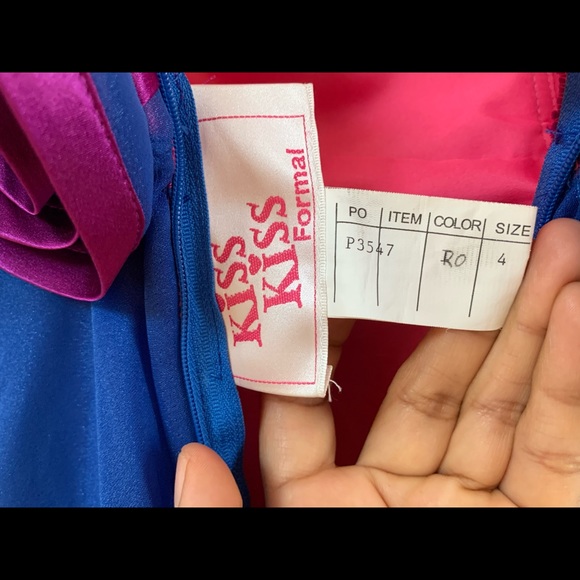 KiSS
KiSS
Formal
PO ITEM COLOR SIZE
P3547 RO 4